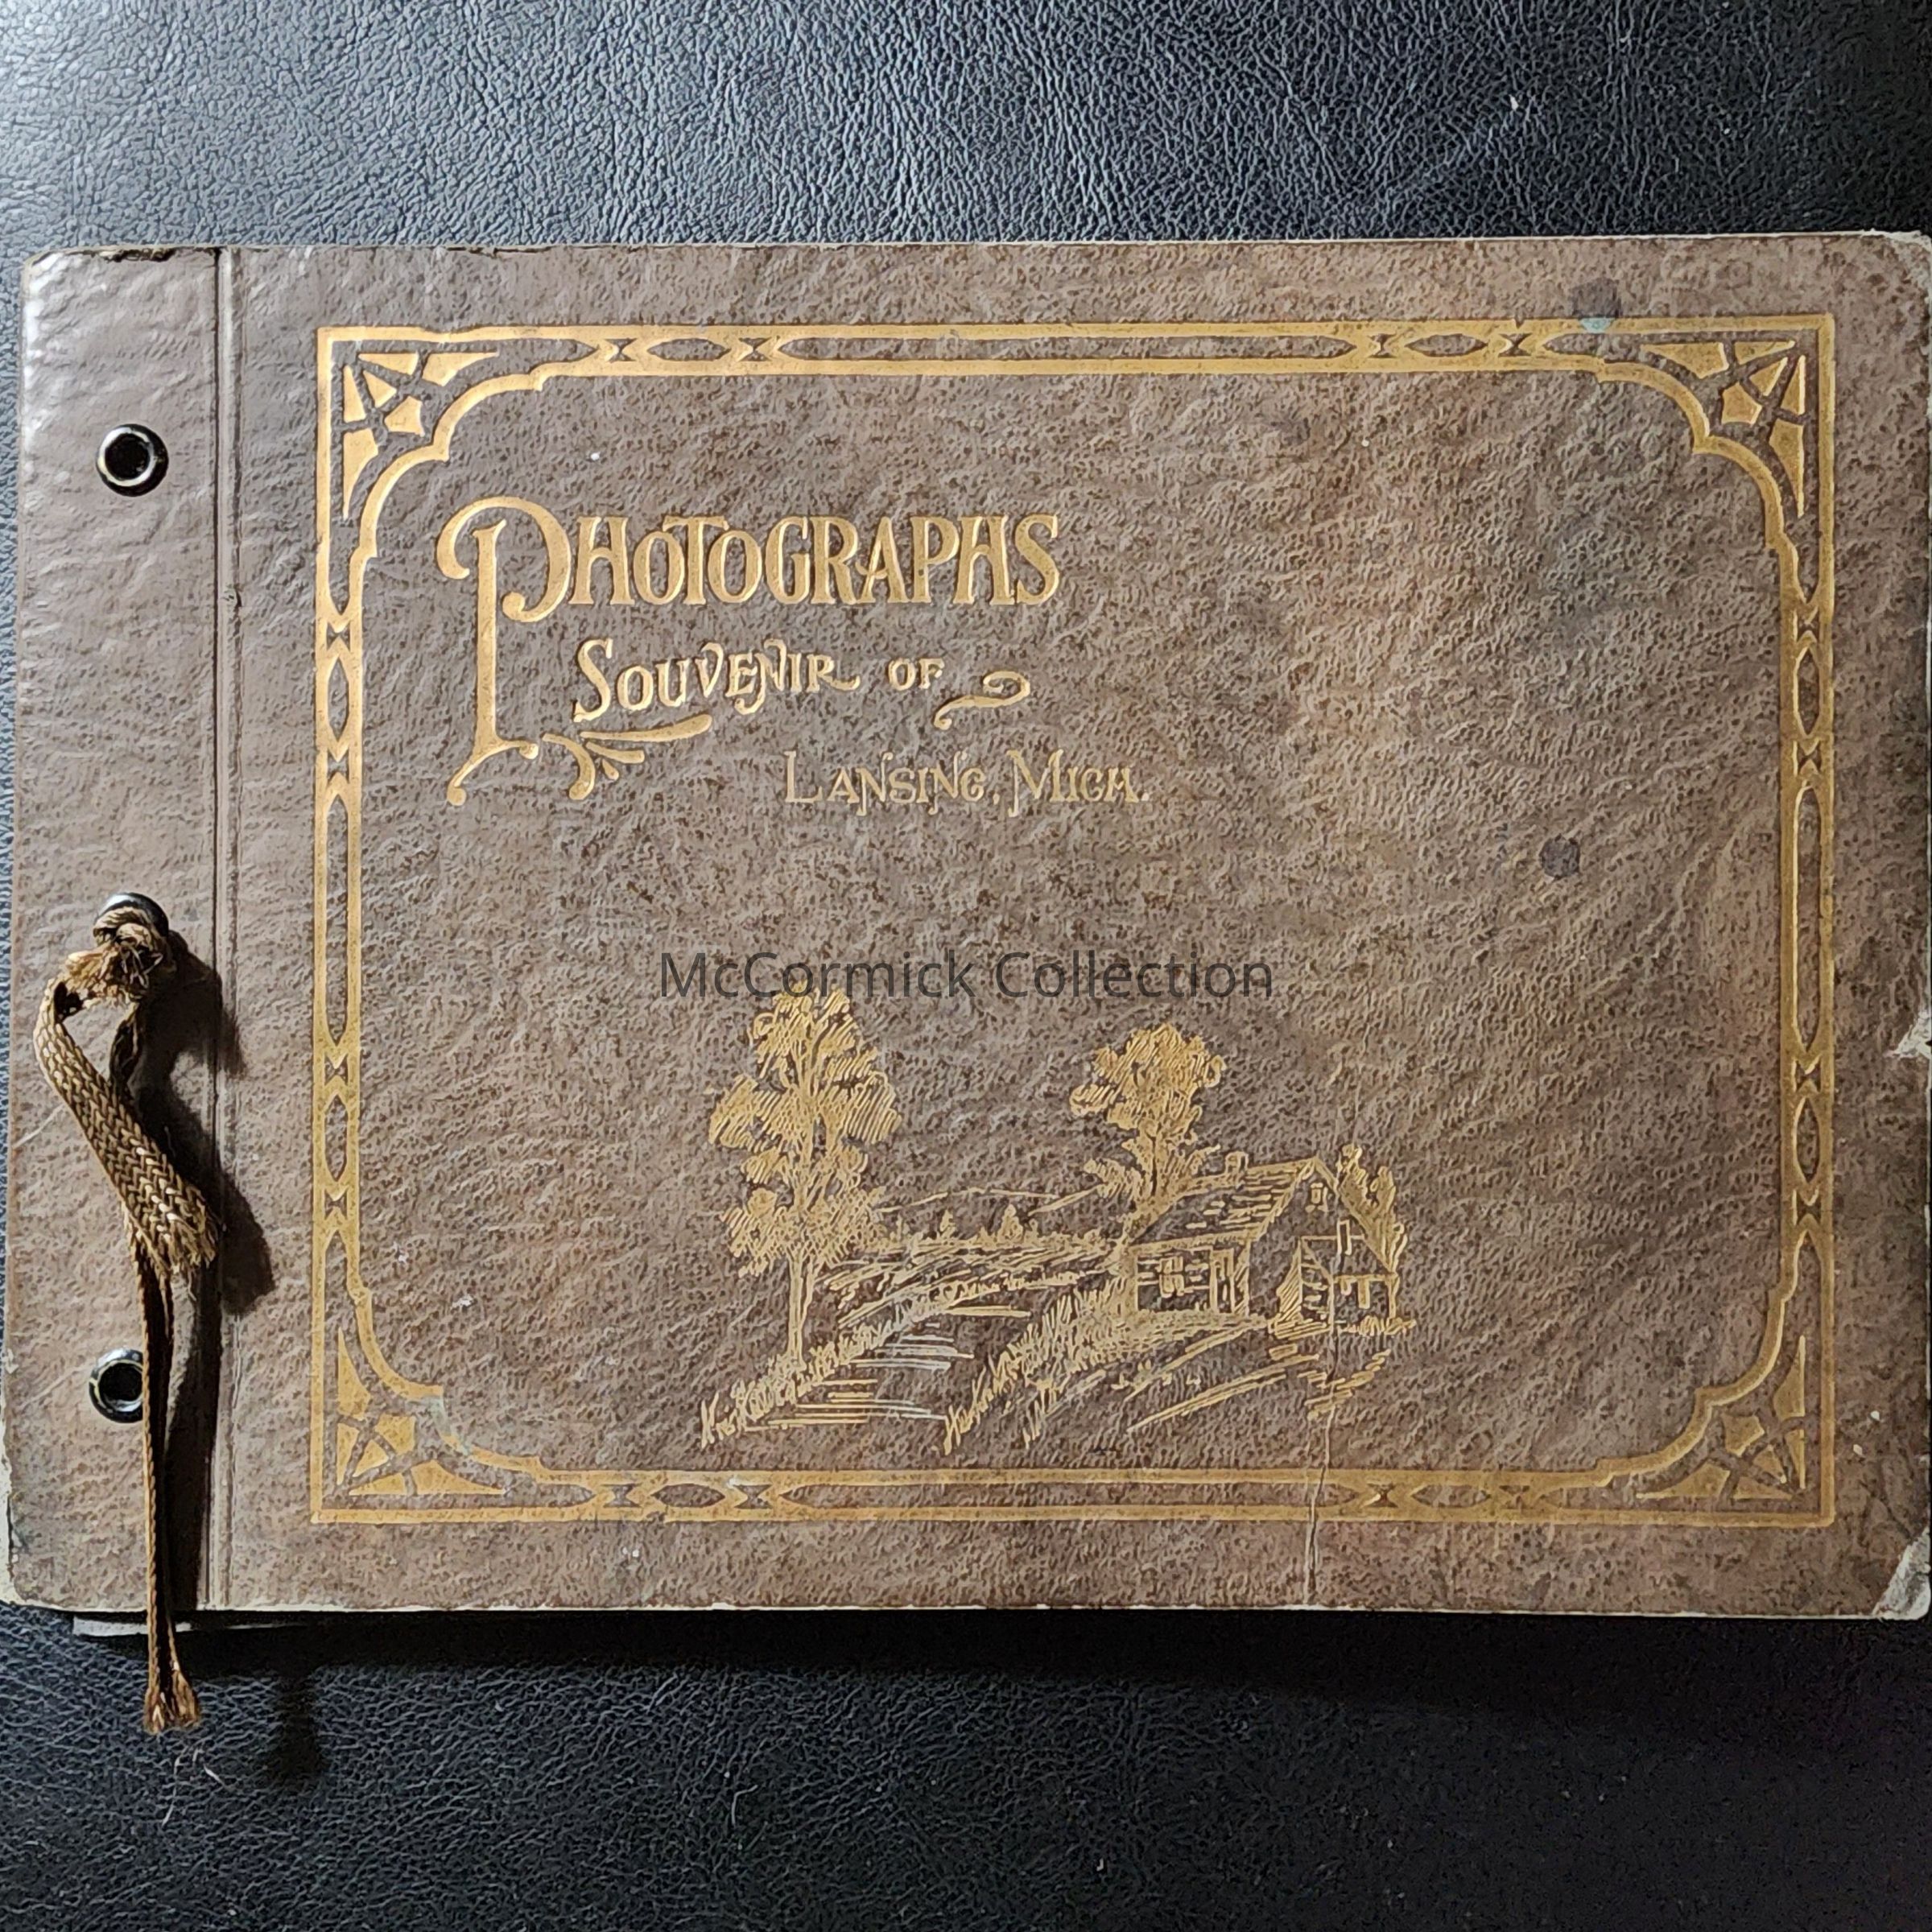 PHOTOGRAPHS
SOUVENIR OF
LANSING, MICH.
McCormick Collection